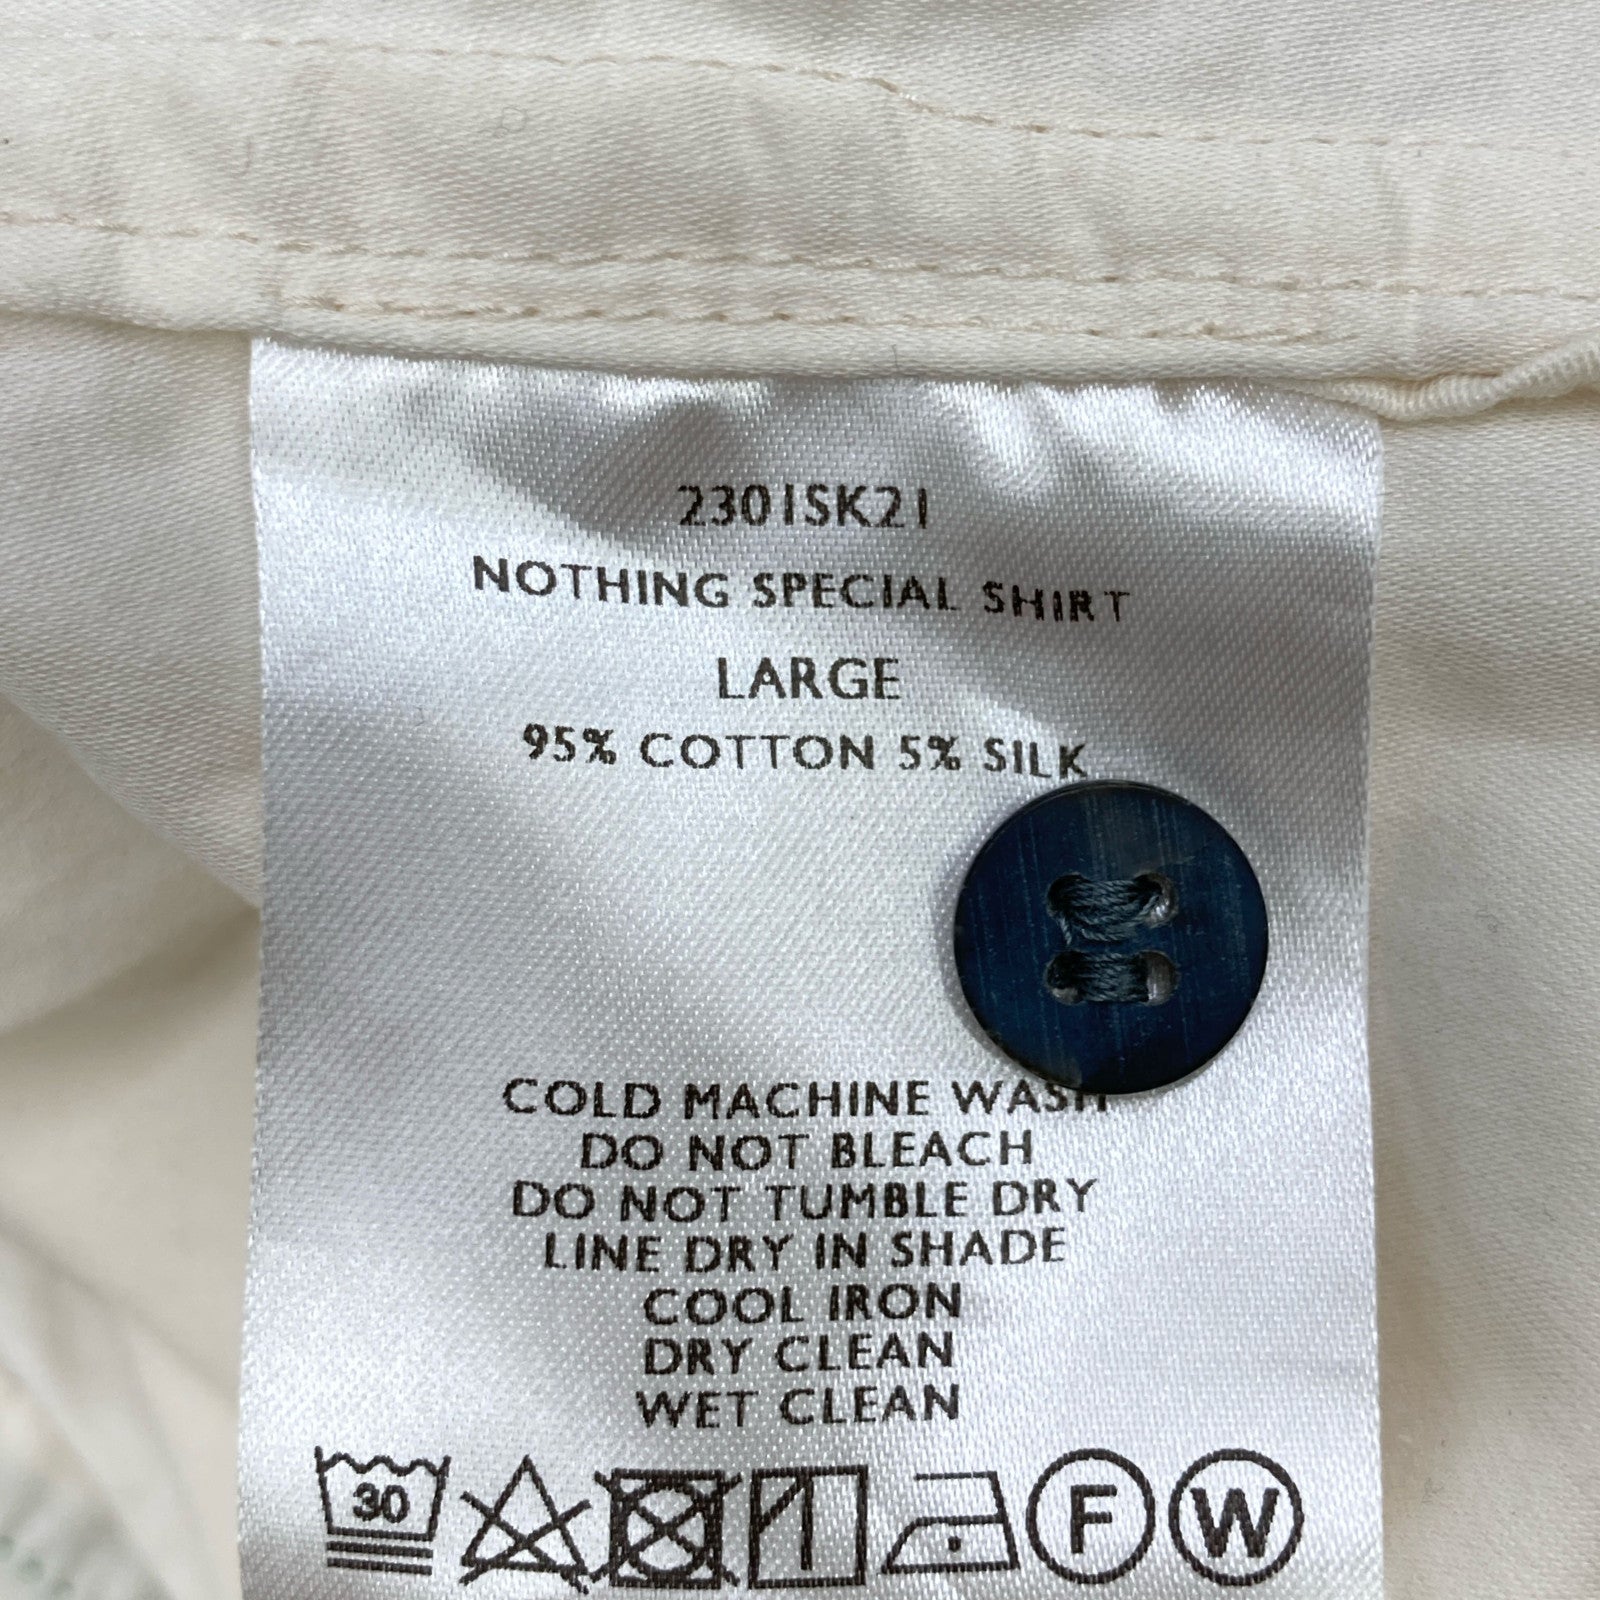 2301SK21
NOTHING SPECIAL SHIRT
LARGE
95% COTTON 5% SILK
COLD MACHINE WASH
DO NOT BLEACH
DO NOT TUMBLE DRY
LINE DRY IN SHADE
COOL IRON
DRY CLEAN
WET CLEAN
30 F W